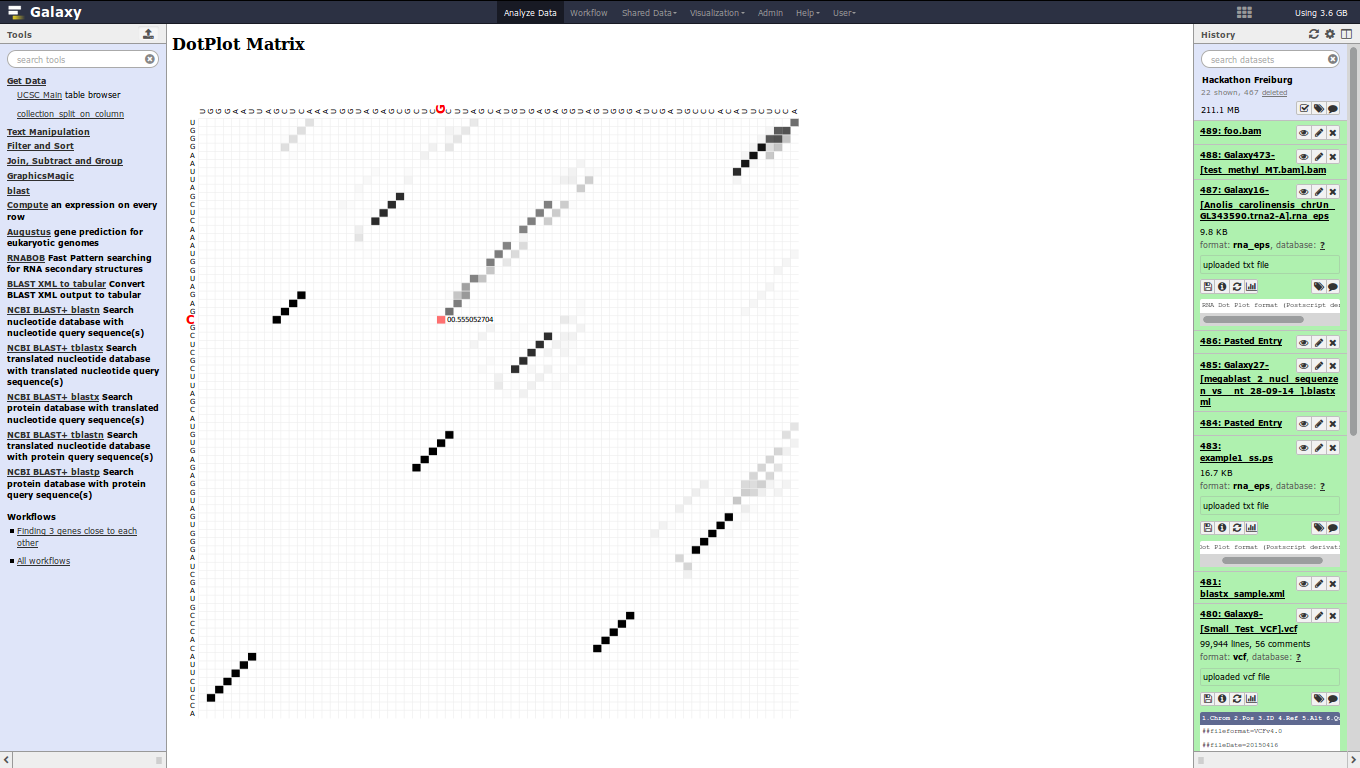 Galaxy
Analyze Data Workflow Shared Data Visualization Admin Help User
Using 3.6 GB
Tools
search tools
Get Data
UCSC Main table browser
collection_split_on_column
Text Manipulation
Filter and Sort
Join, Subtract and Group
GraphicsMagic
blast
Compute an expression on every
row
Augustus gene prediction for
eukaryotic genomes
RNABOB Fast Pattern searching
for RNA secondary structures
BLAST XML to tabular Convert
BLAST XML output to tabular
NCBI BLAST+ blastn Search
nucleotide database with
nucleotide query sequence(s)
NCBI BLAST+ tblastx Search
translated nucleotide database
with translated nucleotide query
sequence(s)
NCBI BLAST+ blastx Search
protein database with translated
nucleotide query sequence(s)
NCBI BLAST+ tblastn Search
translated nucleotide database
with protein query sequence(s)
NCBI BLAST+ blastp Search
protein database with protein
query sequence(s)
Workflows
Finding 3 genes close to each
other
All workflows
DotPlot Matrix
U G G G A A U U A G C U C A A A U G G U A G A G C G C U C G C U U A G C A U G U G A G A G G U A G U G G G A U C G A U G C C C A C A U U C U C C A
U
G
G
G
A
A
U
U
A
G
C
U
C
A
A
A
U
G
G
U
A
G
A
G
C
G
C
U
C
G
C
U
U
A
G
C
A
U
G
U
G
A
G
A
G
G
U
A
G
U
G
G
G
A
U
C
G
A
U
G
C
C
C
A
C
A
U
U
C
U
C
C
A
00.555052704
History
search datasets
Hackathon Freiburg
22 shown, 467 deleted
211.1 MB
489: foo.bam
488: Galaxy473-
[test_methyl_MT.bam].bam
487: Galaxy16-
[Anolis_carolinensis_chrUn_
GL343590.trna2-A].rna_eps
9.8 KB
format: rna_eps, database: ?
uploaded txt file
RNA Dot Plot format (Postscript der
486: Pasted Entry
485: Galaxy27-
[megablast_2_nucl_sequenze
n_vs__nt_28-09-14_].blastx
ml
484: Pasted Entry
483:
example1_ss.ps
16.7 KB
format: rna_eps, database: ?
uploaded txt file
Dot Plot format (Postscript derivat
481:
blastx_sample.xml
480: Galaxy8-
[Small_Test_VCF].vcf
99,944 lines, 56 comments
format: vcf, database: ?
uploaded vcf file
1.Chrom 2.Pos 3.ID 4.Ref 5.Alt 6.Qu
##fileformat=VCFv4.0
##fileDate=20150416